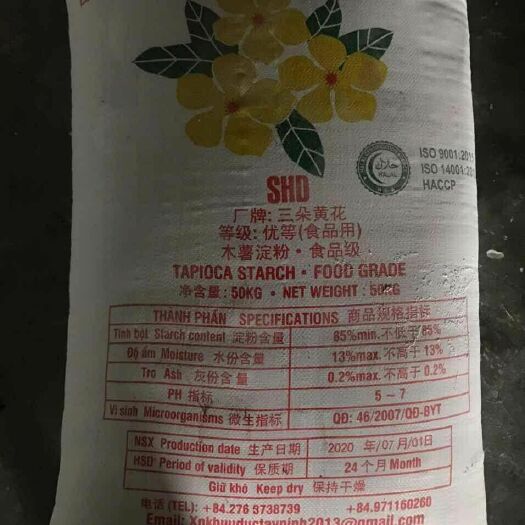 SHD
حلال
HALAL
ISO 9001:201
ISO 14001:20
HACCP
厂牌: 三朵黄花
等级: 优等(食品用)
木薯淀粉 · 食品级
TAPIOCA STARCH · FOOD GRADE
净含量: 50KG · NET WEIGHT: 50KG
THÀNH PHẦN SPECIFICATIONS 商品规格指标
Tinh bột Starch content 淀粉含量 85%min. 不低于85%
Độ ẩm Moisture 水份含量 13%max. 不高于 13%
Tro Ash 灰份含量 0.2%max. 不高于 0.2%
PH 指标 5 ~ 7
Vi sinh Microorganisms 微生指标 QĐ: 46/2007/QĐ-BYT
NSX Production date 生产日期 2020 年/07月/01日
HSD Period of validity 保质期 24 个月 Month
Giữ khô Keep dry 保持干燥
电话 (TEL): +84.276 3738739 +84.971160260
Email: